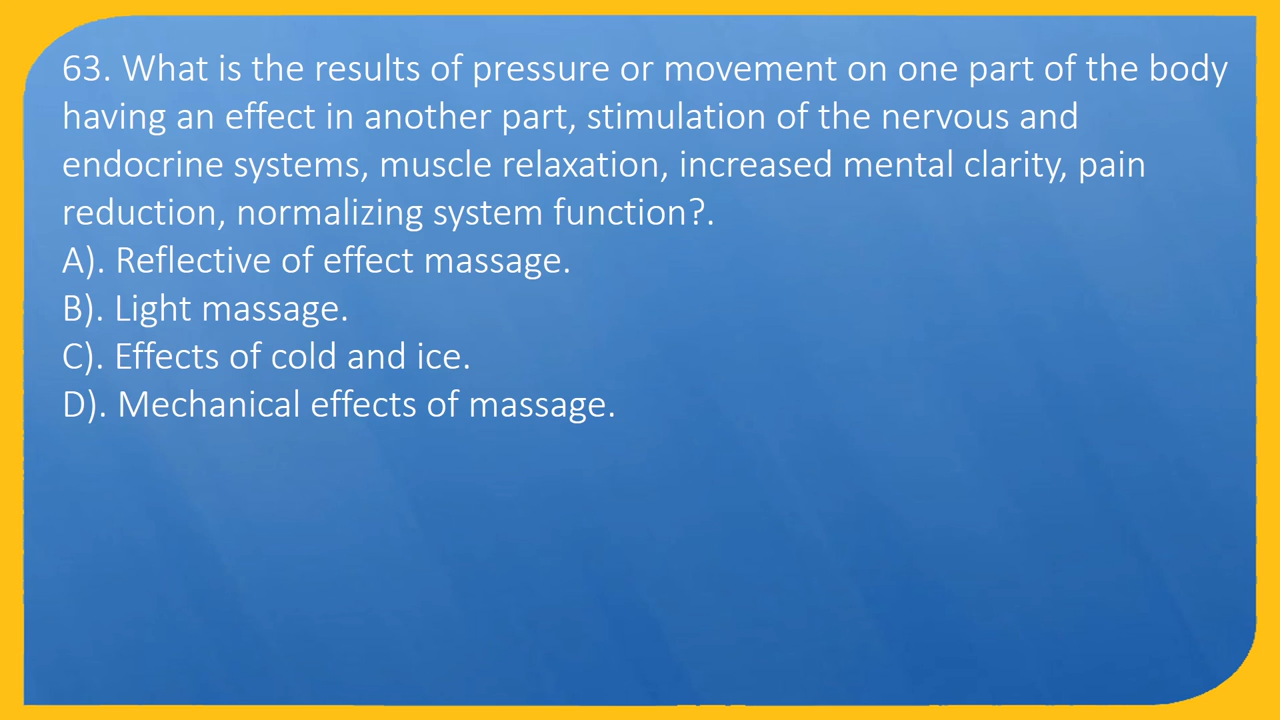 63. What is the results of pressure or movement on one part of the body
having an effect in another part, stimulation of the nervous and
endocrine systems, muscle relaxation, increased mental clarity, pain
reduction, normalizing system function?.
A). Reflective of effect massage.
B). Light massage.
C). Effects of cold and ice.
D). Mechanical effects of massage.